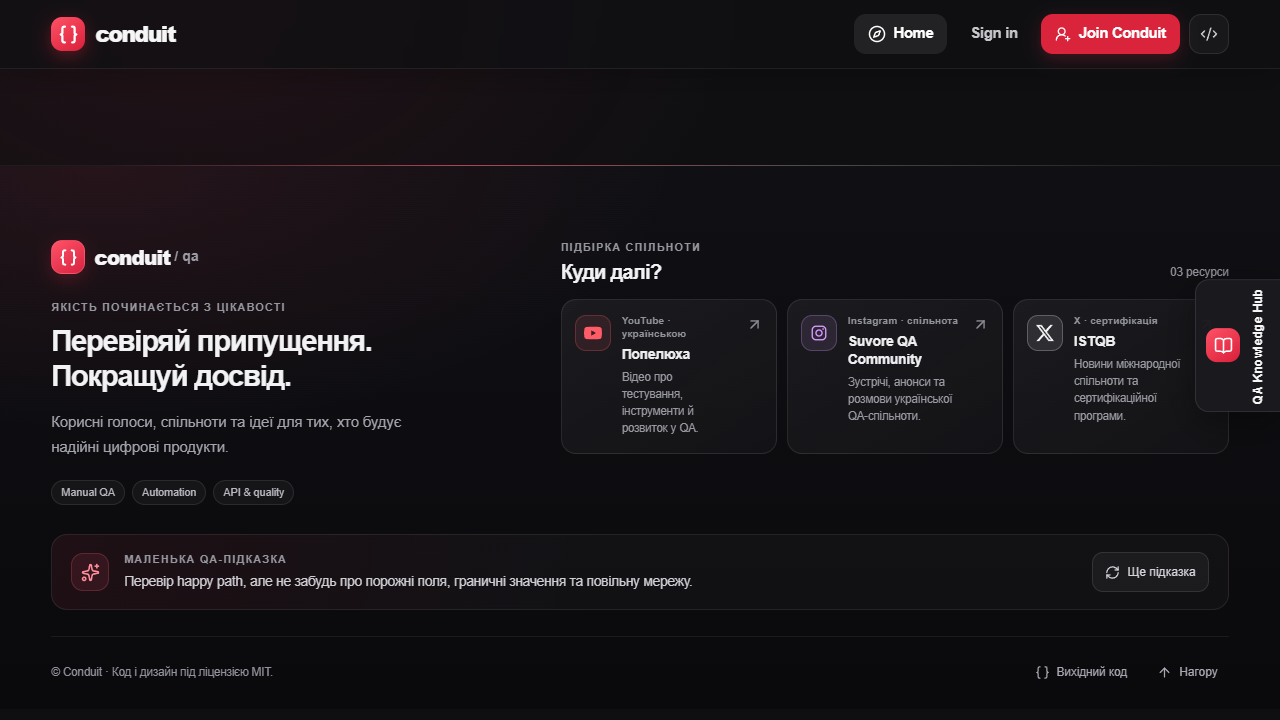 conduit
Home
Sign in
Join Conduit
conduit / qa
ЯКІСТЬ ПОЧИНАЄТЬСЯ З ЦІКАВОСТІ
Перевіряй припущення.
Покращуй досвід.
Корисні голоси, спільноти та ідеї для тих, хто будує
надійні цифрові продукти.
Manual QA
Automation
API & quality
ПІДБІРКА СПІЛЬНОТИ
Куди далі?
03 ресурси
YouTube ·
українською
Попелюха
Відео про
тестування,
інструменти й
розвиток у QA.
Instagram · спільнота
Suvore QA
Community
Зустрічі, анонси та
розмови української
QA-спільноти.
X · сертифікація
ISTQB
Новини міжнародної
спільноти та
сертифікаційної
програми.
QA Knowledge Hub
МАЛЕНЬКА QA-ПІДКАЗКА
Перевір happy path, але не забудь про порожні поля, граничні значення та повільну мережу.
Ще підказка
© Conduit · Код і дизайн під ліцензією MIT.
Вихідний код
Нагору